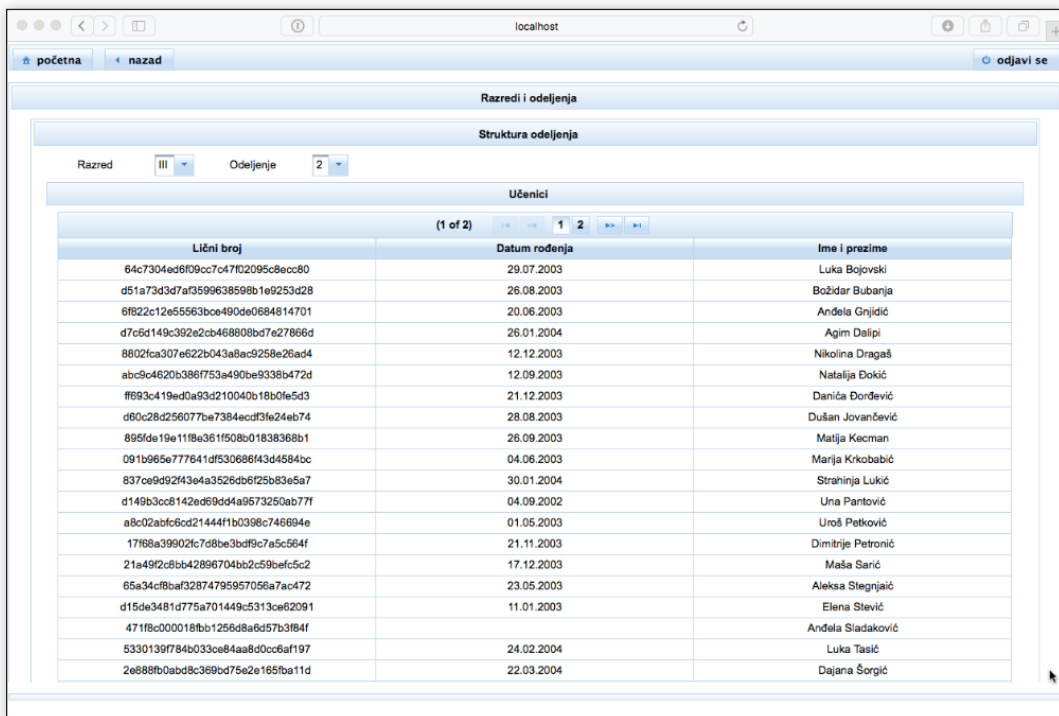 localhost
početna nazad odjavi se
Razredi i odeljenja
Struktura odeljenja
Razred III Odeljenje 2
Učenici
(1 of 2) 1 2
Lični broj Datum rođenja Ime i prezime
64c7304ed6f09cc7c47f02095c8ecc80 29.07.2003 Luka Bojovski
d51a73d3d7af3599638598b1e9253d28 26.08.2003 Božidar Bubanja
6f822c12e55563bce490de0684814701 20.06.2003 Anđela Gnjidić
d7c6d149c392e2cb468808bd7e27866d 26.01.2004 Agim Dalipi
8802fca307e622b043a8ac9258e26ad4 12.12.2003 Nikolina Dragaš
abc9c4620b386f753a490be9338b472d 12.09.2003 Natalija Đokić
ff693c419ed0a93d210040b18b0fe5d3 21.12.2003 Danića Đorđević
d60c28d256077be7384ecdf3fe24eb74 28.08.2003 Dušan Jovančević
895fde19e11f8e361f508b01838368b1 26.09.2003 Matija Kecman
091b965e777641df530686f43d4584bc 04.06.2003 Marija Krkobabić
837ce9d92f43e4a3526db6f25b83e5a7 30.01.2004 Strahinja Lukić
d149b3cc8142ed69dd4a9573250ab77f 04.09.2002 Una Pantović
a8c02abfc6cd21444f1b0398c746694e 01.05.2003 Uroš Petković
17f68a39902fc7d8be3bdf9c7a5c564f 21.11.2003 Dimitrije Petronić
21a49f2c8bb42896704bb2c59befc5c2 17.12.2003 Maša Sarić
65a34cf8baf32874795957056a7ac472 23.05.2003 Aleksa Stegnjaić
d15de3481d775a701449c5313ce62091 11.01.2003 Elena Stević
471f8c000018fbb1256d8a6d57b3f84f Anđela Sladaković
5330139f784b033ce84aa8d0cc6af197 24.02.2004 Luka Tasić
2e888fb0abd8c369bd75e2e165fba11d 22.03.2004 Dajana Šorgić